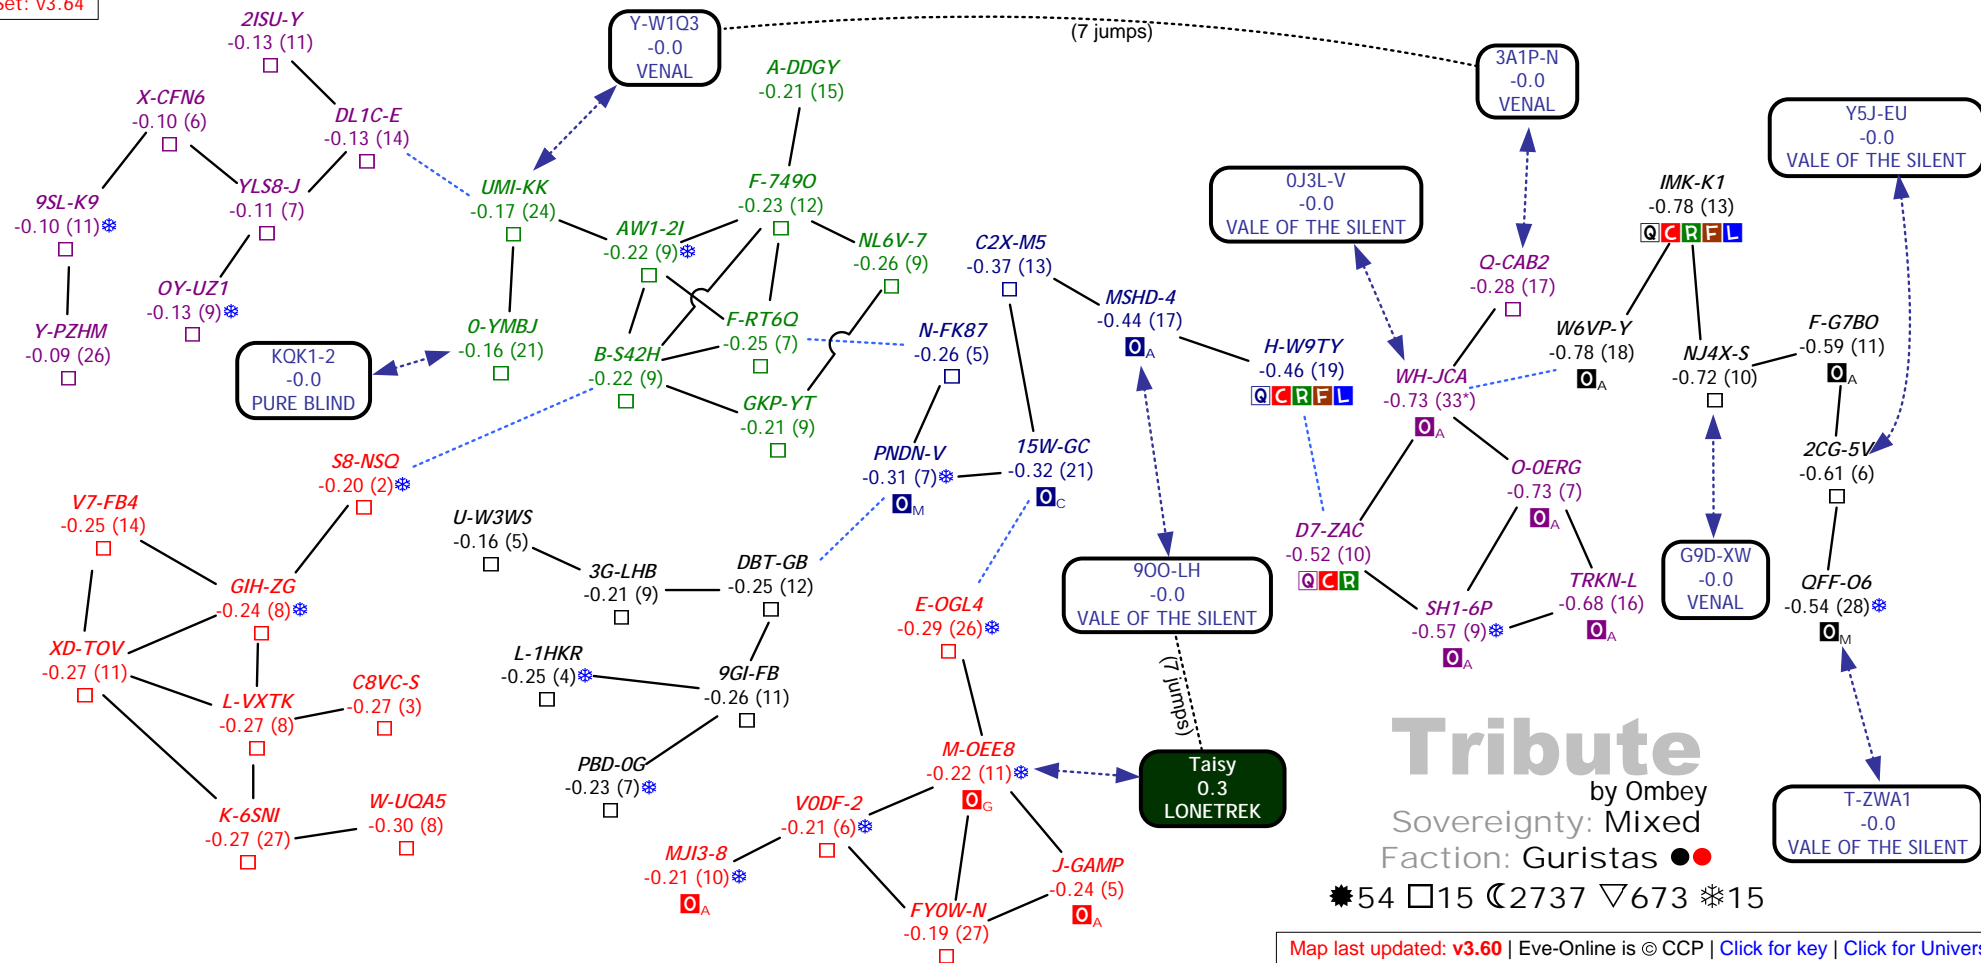 Set: v3.64
2ISU-Y
-0.13 (11)
X-CFN6
-0.10 (6)
DL1C-E
-0.13 (14)
YLS8-J
-0.11 (7)
9SL-K9
-0.10 (11)
OY-UZ1
-0.13 (9)
Y-PZHM
-0.09 (26)
Y-W1Q3
-0.0
VENAL
(7 jumps)
3A1P-N
-0.0
VENAL
A-DDGY
-0.21 (15)
UMI-KK
-0.17 (24)
AW1-2I
-0.22 (9)
F-749O
-0.23 (12)
NL6V-7
-0.26 (9)
0-YMBJ
-0.16 (21)
KQK1-2
-0.0
PURE BLIND
B-S42H
-0.22 (9)
F-RT6Q
-0.25 (7)
GKP-YT
-0.21 (9)
C2X-M5
-0.37 (13)
MSHD-4
-0.44 (17)
O A
N-FK87
-0.26 (5)
H-W9TY
-0.46 (19)
Q C R F L
PNDN-V
-0.31 (7)
O M
15W-GC
-0.32 (21)
O C
0J3L-V
-0.0
VALE OF THE SILENT
Y5J-EU
-0.0
VALE OF THE SILENT
IMK-K1
-0.78 (13)
Q C R F L
Q-CAB2
-0.28 (17)
W6VP-Y
-0.78 (18)
O A
NJ4X-S
-0.72 (10)
F-G7BO
-0.59 (11)
O A
WH-JCA
-0.73 (33*)
O A
O-0ERG
-0.73 (7)
O A
2CG-5V
-0.61 (6)
D7-ZAC
-0.52 (10)
Q C R
SH1-6P
-0.57 (9)
O A
TRKN-L
-0.68 (16)
O A
G9D-XW
-0.0
VENAL
QFF-O6
-0.54 (28)
O M
S8-NSQ
-0.20 (2)
V7-FB4
-0.25 (14)
GIH-ZG
-0.24 (8)
XD-TOV
-0.27 (11)
L-VXTK
-0.27 (8)
C8VC-S
-0.27 (3)
K-6SNI
-0.27 (27)
W-UQA5
-0.30 (8)
U-W3WS
-0.16 (5)
3G-LHB
-0.21 (9)
DBT-GB
-0.25 (12)
L-1HKR
-0.25 (4)
9GI-FB
-0.26 (11)
PBD-0G
-0.23 (7)
E-OGL4
-0.29 (26)
9OO-LH
-0.0
VALE OF THE SILENT
(7 jumps)
M-OEE8
-0.22 (11)
O G
Taisy
0.3
LONETREK
V0DF-2
-0.21 (6)
MJI3-8
-0.21 (10)
O A
J-GAMP
-0.24 (5)
O A
FY0W-N
-0.19 (27)
T-ZWA1
-0.0
VALE OF THE SILENT
Tribute
by Ombey
Sovereignty: Mixed
Faction: Guristas
54 15 2737 673 15
Map last updated: v3.60 | Eve-Online is © CCP | Click for key | Click for Univers